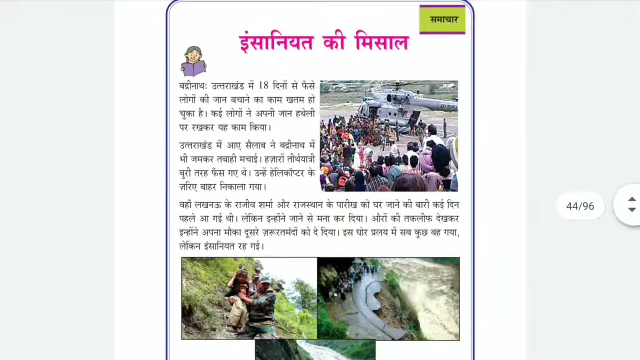 समाचार
इंसानियत की मिसाल
बद्रीनाथ: उत्तराखंड में 18 दिनों से फँसे
लोगों की जान बचाने का काम खतम हो
चुका है। कई लोगों ने अपनी जान हथेली
पर रखकर यह काम किया।
उत्तराखंड में आए सैलाब ने बद्रीनाथ में
भी जमकर तबाही मचाई। हज़ारों तीर्थयात्री
बुरी तरह फँस गए थे। उन्हें हेलिकॉप्टर के
ज़रिए बाहर निकाला गया।
वहीं लखनऊ के राजीव शर्मा और राजस्थान के पारीख को घर जाने की बारी कई दिन
पहले आ गई थी। लेकिन इन्होंने जाने से मना कर दिया। औरों की तकलीफ देखकर
इन्होंने अपना मौका दूसरे ज़रूरतमंदों को दे दिया। इस घोर प्रलय में सब कुछ बह गया,
लेकिन इंसानियत रह गई।
44/96